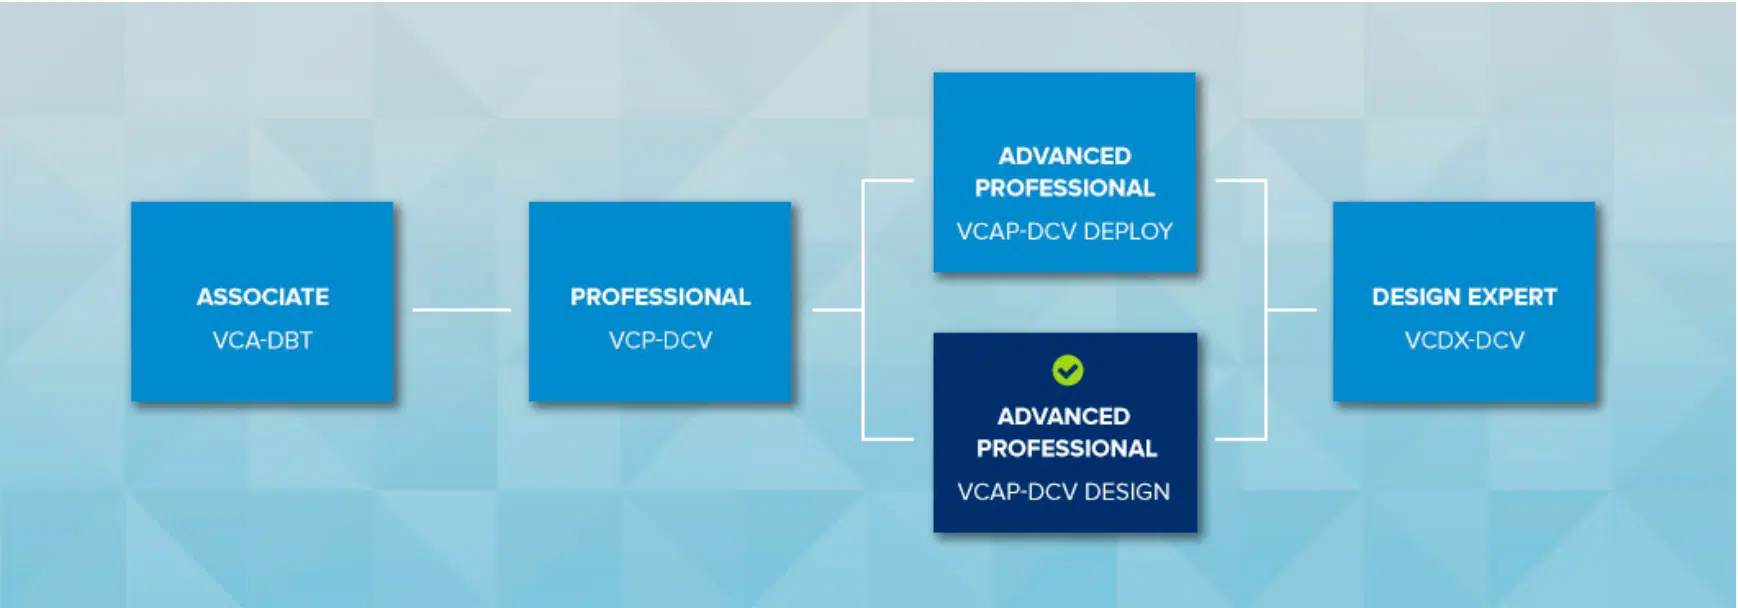 ASSOCIATE
VCA-DBT
PROFESSIONAL
VCP-DCV
ADVANCED
PROFESSIONAL
VCAP-DCV DEPLOY
ADVANCED
PROFESSIONAL
VCAP-DCV DESIGN
DESIGN EXPERT
VCDX-DCV